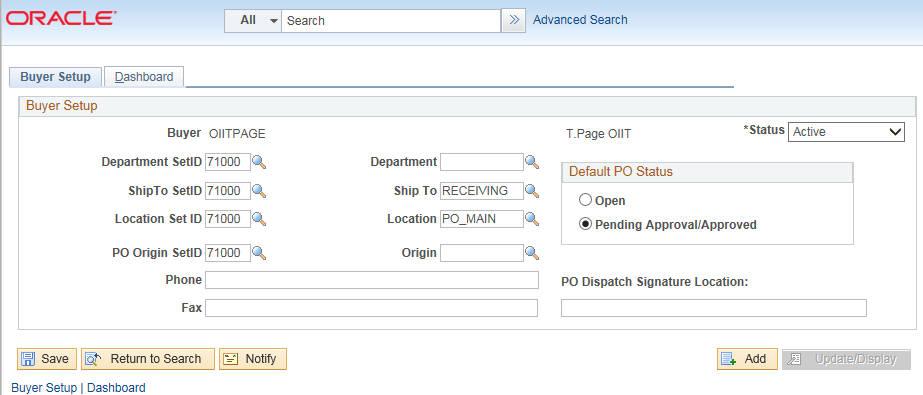 ORACLE
All Search Advanced Search
Buyer Setup Dashboard
Buyer Setup
Buyer OIITPAGE T.Page OIIT *Status Active
Department SetID 71000 Department
Default PO Status
ShipTo SetID 71000 Ship To RECEIVING
Open
Location Set ID 71000 Location PO_MAIN
Pending Approval/Approved
PO Origin SetID 71000 Origin
Phone PO Dispatch Signature Location:
Fax
Save Return to Search Notify Add Update/Display
Buyer Setup | Dashboard